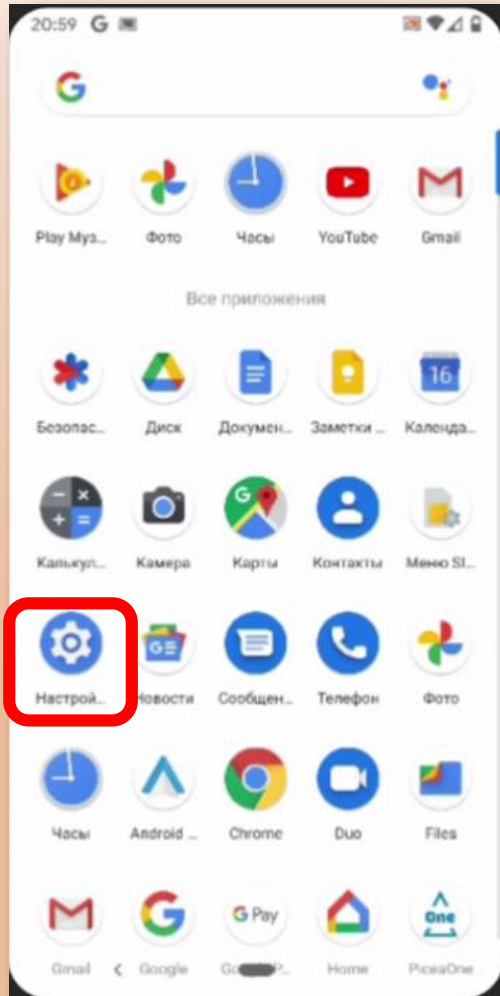 20:59 G
G
Play Муз...
Фото
Часы
YouTube
Gmail
Все приложения
16
Безопас...
Диск
Докумен...
Заметки ...
Календа...
G
Калькул...
Камера
Карты
Контакты
Меню SI...
GE
Настрой...
Новости
Сообщен...
Телефон
Фото
Часы
Android ...
Chrome
Duo
Files
G
G Pay
One
Gmail
Google
Home
PiceaOne